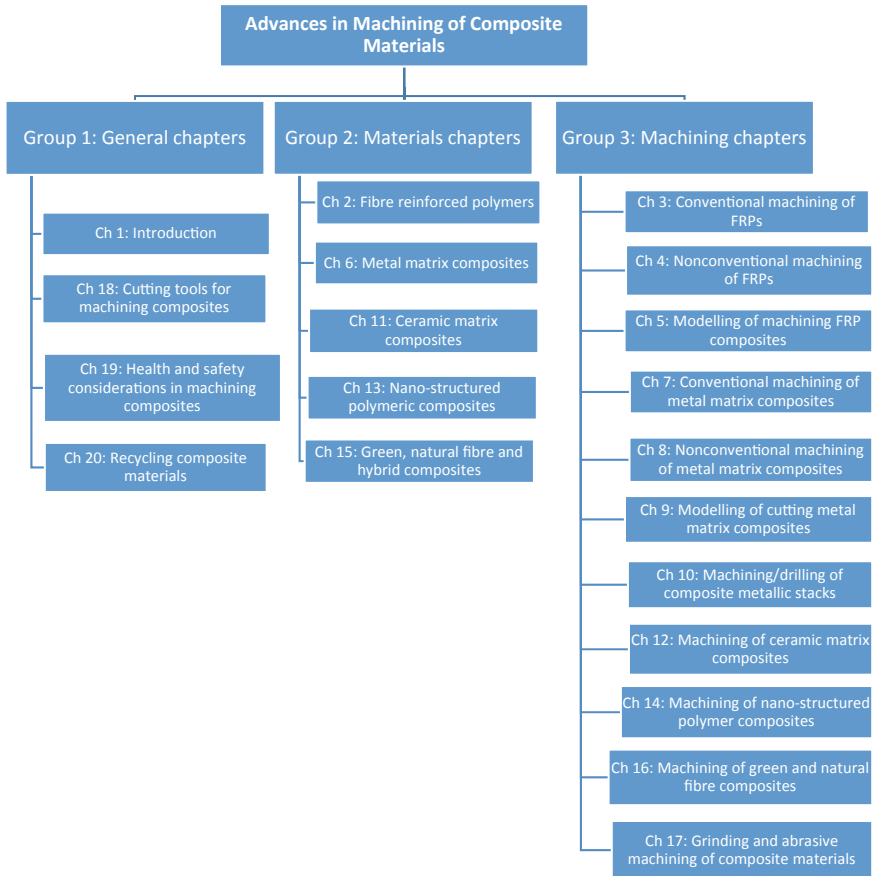 Advances in Machining of Composite
Materials
Group 1: General chapters
Ch 1: Introduction
Ch 18: Cutting tools for
machining composites
Ch 19: Health and safety
considerations in machining
composites
Ch 20: Recycling composite
materials
Group 2: Materials chapters
Ch 2: Fibre reinforced polymers
Ch 6: Metal matrix composites
Ch 11: Ceramic matrix
composites
Ch 13: Nano-structured
polymeric composites
Ch 15: Green, natural fibre and
hybrid composites
Group 3: Machining chapters
Ch 3: Conventional machining of
FRPs
Ch 4: Nonconventional machining
of FRPs
Ch 5: Modelling of machining FRP
composites
Ch 7: Conventional machining of
metal matrix composites
Ch 8: Nonconventional machining
of metal matrix composites
Ch 9: Modelling of cutting metal
matrix composites
Ch 10: Machining/drilling of
composite metallic stacks
Ch 12: Machining of ceramic matrix
composites
Ch 14: Machining of nano-structured
polymer composites
Ch 16: Machining of green and natural
fibre composites
Ch 17: Grinding and abrasive
machining of composite materials